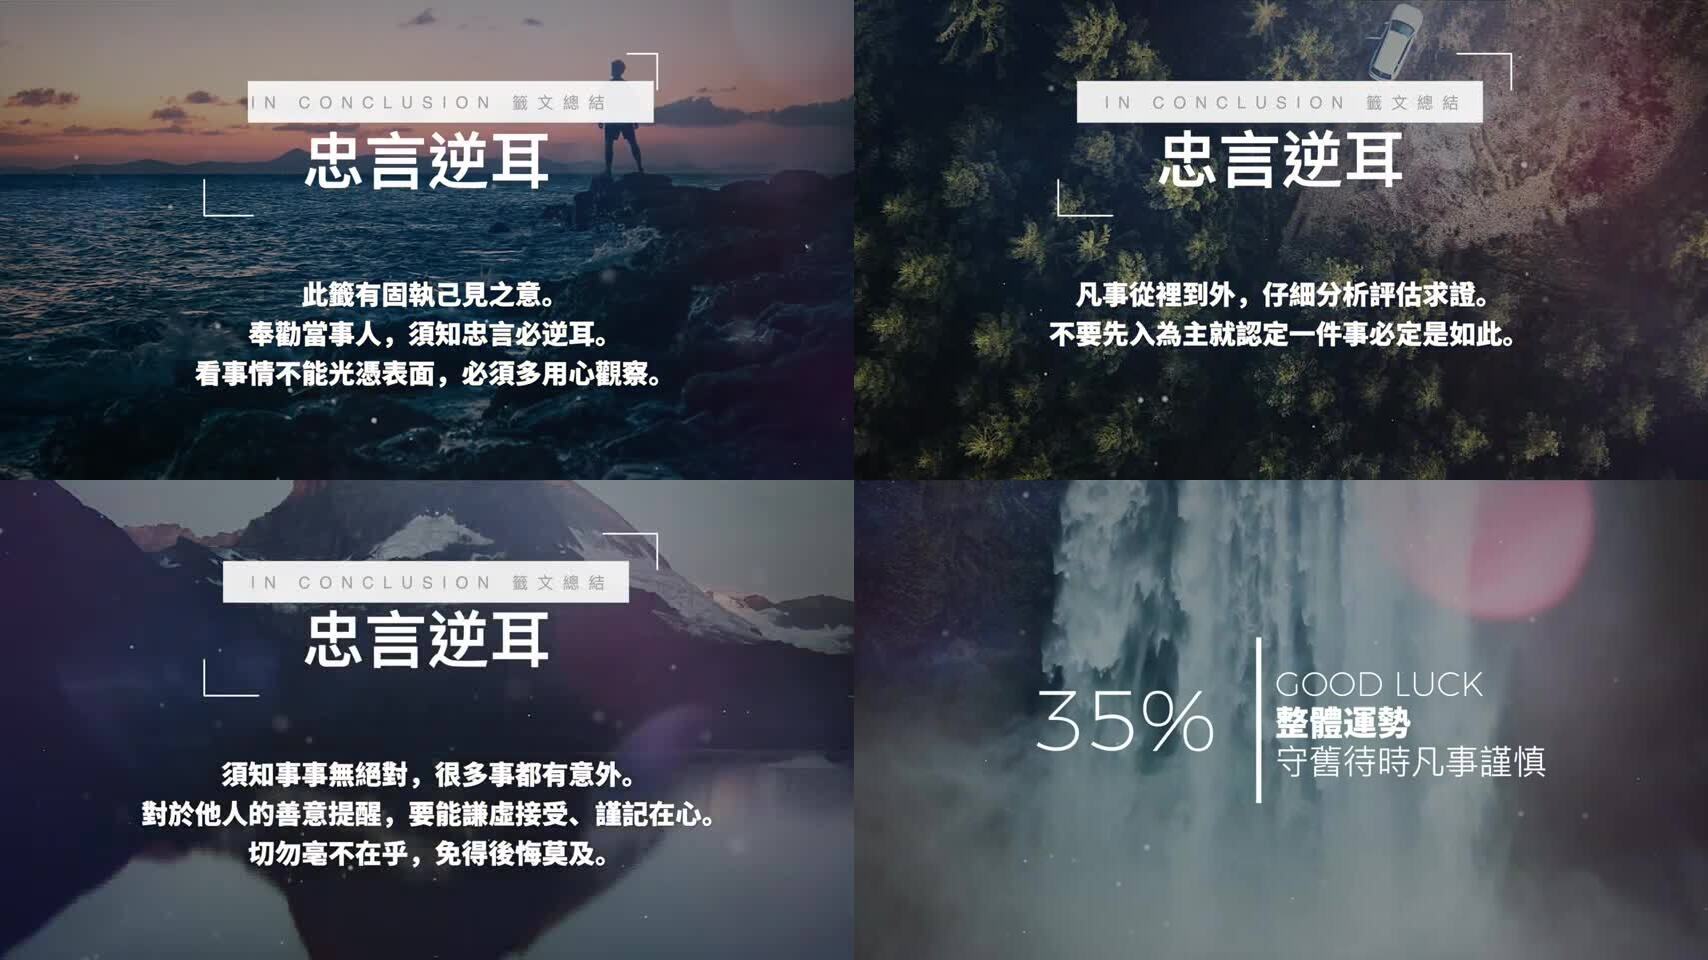 IN CONCLUSION 籤文總結
忠言逆耳
此籤有固執己見之意。
奉勸當事人，須知忠言必逆耳。
看事情不能光憑表面，必須多用心觀察。
IN CONCLUSION 籤文總結
忠言逆耳
凡事從裡到外，仔細分析評估求證。
不要先入為主就認定一件事必定是如此。
IN CONCLUSION 籤文總結
忠言逆耳
須知事事無絕對，很多事都有意外。
對於他人的善意提醒，要能謙虛接受、謹記在心。
切勿毫不在乎，免得後悔莫及。
35%
GOOD LUCK
整體運勢
守舊待時凡事謹慎